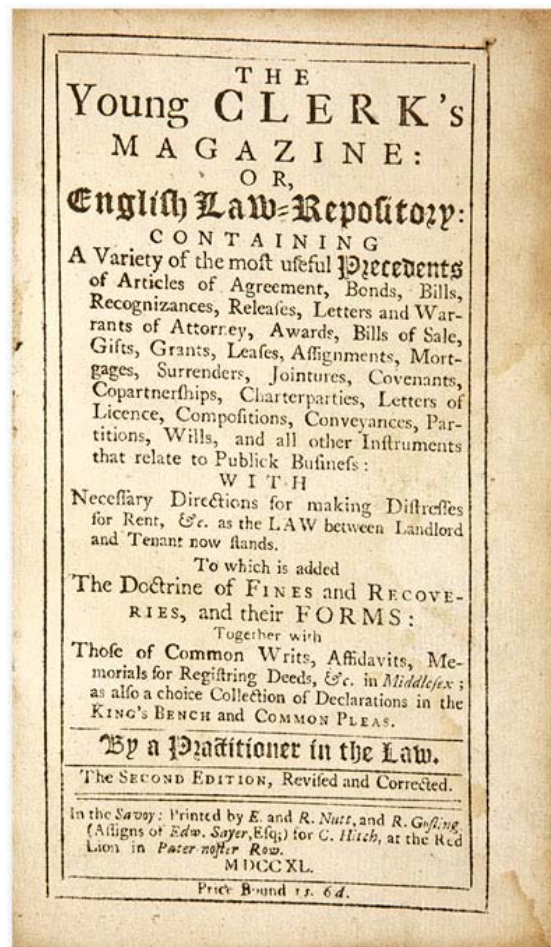 THE
Young CLERK's
MAGAZINE:
OR,
Engliſh Law-Repoſitory:
CONTAINING
A Variety of the moſt uſeful Precedents
of Articles of Agreement, Bonds, Bills,
Recognizances, Releaſes, Letters and War-
rants of Attorney, Awards, Bills of Sale,
Gifts, Grants, Leaſes, Aſſignments, Mort-
gages, Surrenders, Jointures, Covenants,
Copartnerſhips, Charterparties, Letters of
Licence, Compoſitions, Conveyances, Par-
titions, Wills, and all other Inſtruments
that relate to Publick Buſineſs:
WITH
Neceſſary Directions for making Diſtreſſes
for Rent, &c. as the LAW between Landlord
and Tenant now ſtands.
To which is added
The Doctrine of FINES and RECOVE-
RIES, and their FORMS:
Together with
Thoſe of Common Writs, Affidavits, Me-
morials for Regiſtring Deeds, &c. in Middleſex;
as alſo a choice Collection of Declarations in the
KING'S BENCH and COMMON PLEAS.
By a Practitioner in the Law.
The SECOND EDITION, Reviſed and Corrected.
In the Savoy: Printed by E. and R. Nutt, and R. Goſling,
(Aſſigns of Edw. Sayer, Eſq;) for C. Hitch, at the Red
Lion in Pater noſter Row.
MDCCXL.
Price Bound 1s. 6d.